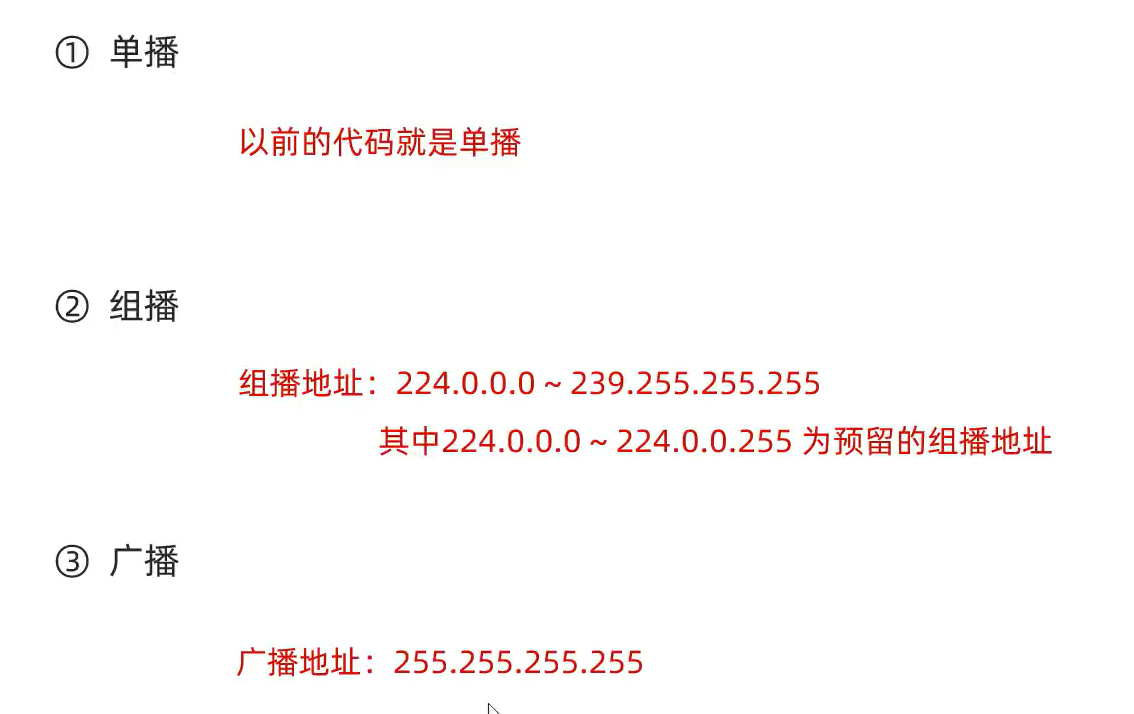 ① 单播
以前的代码就是单播
② 组播
组播地址：224.0.0.0 ~ 239.255.255.255
其中224.0.0.0 ~ 224.0.0.255 为预留的组播地址
③ 广播
广播地址：255.255.255.255